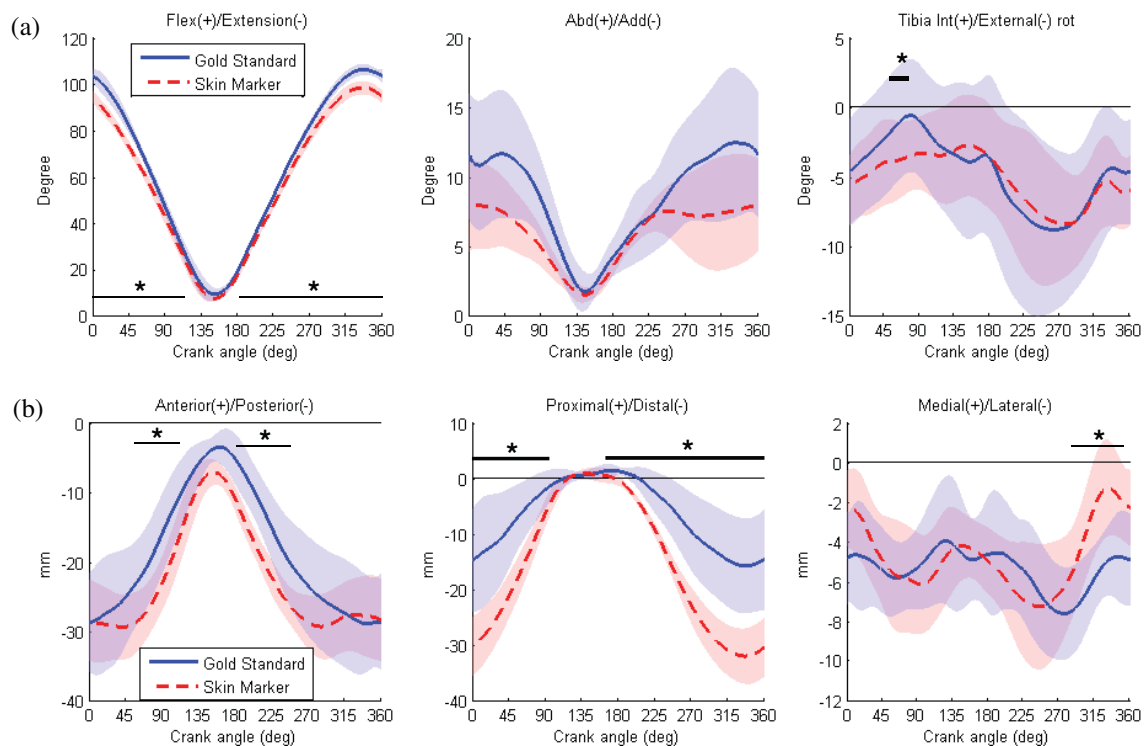 (a)
Flex(+)/Extension(-)
Abd(+)/Add(-)
Tibia Int(+)/External(-) rot
120
100
80
60
40
20
0
Degree
Gold Standard
Skin Marker
*
*
0 45 90 135 180 225 270 315 360
Crank angle (deg)
20
15
10
5
0
Degree
0 45 90 135 180 225 270 315 360
Crank angle (deg)
5
0
-5
-10
-15
Degree
*
0 45 90 135 180 225 270 315 360
Crank angle (deg)
(b)
Anterior(+)/Posterior(-)
Proximal(+)/Distal(-)
Medial(+)/Lateral(-)
0
-10
-20
-30
-40
mm
*
*
Gold Standard
Skin Marker
0 45 90 135 180 225 270 315 360
Crank angle (deg)
10
0
-10
-20
-30
-40
mm
*
*
0 45 90 135 180 225 270 315 360
Crank angle (deg)
2
0
-2
-4
-6
-8
-10
-12
mm
*
0 45 90 135 180 225 270 315 360
Crank angle (deg)